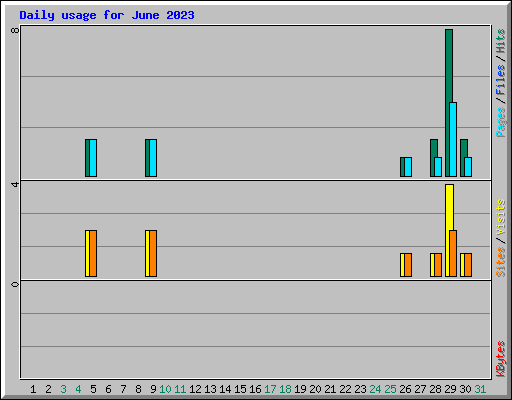 Daily usage for June 2023
8
Pages / Files / Hits
4
Sites / Visits
0
KBytes
1 2 3 4 5 6 7 8 9 10 11 12 13 14 15 16 17 18 19 20 21 22 23 24 25 26 27 28 29 30 31